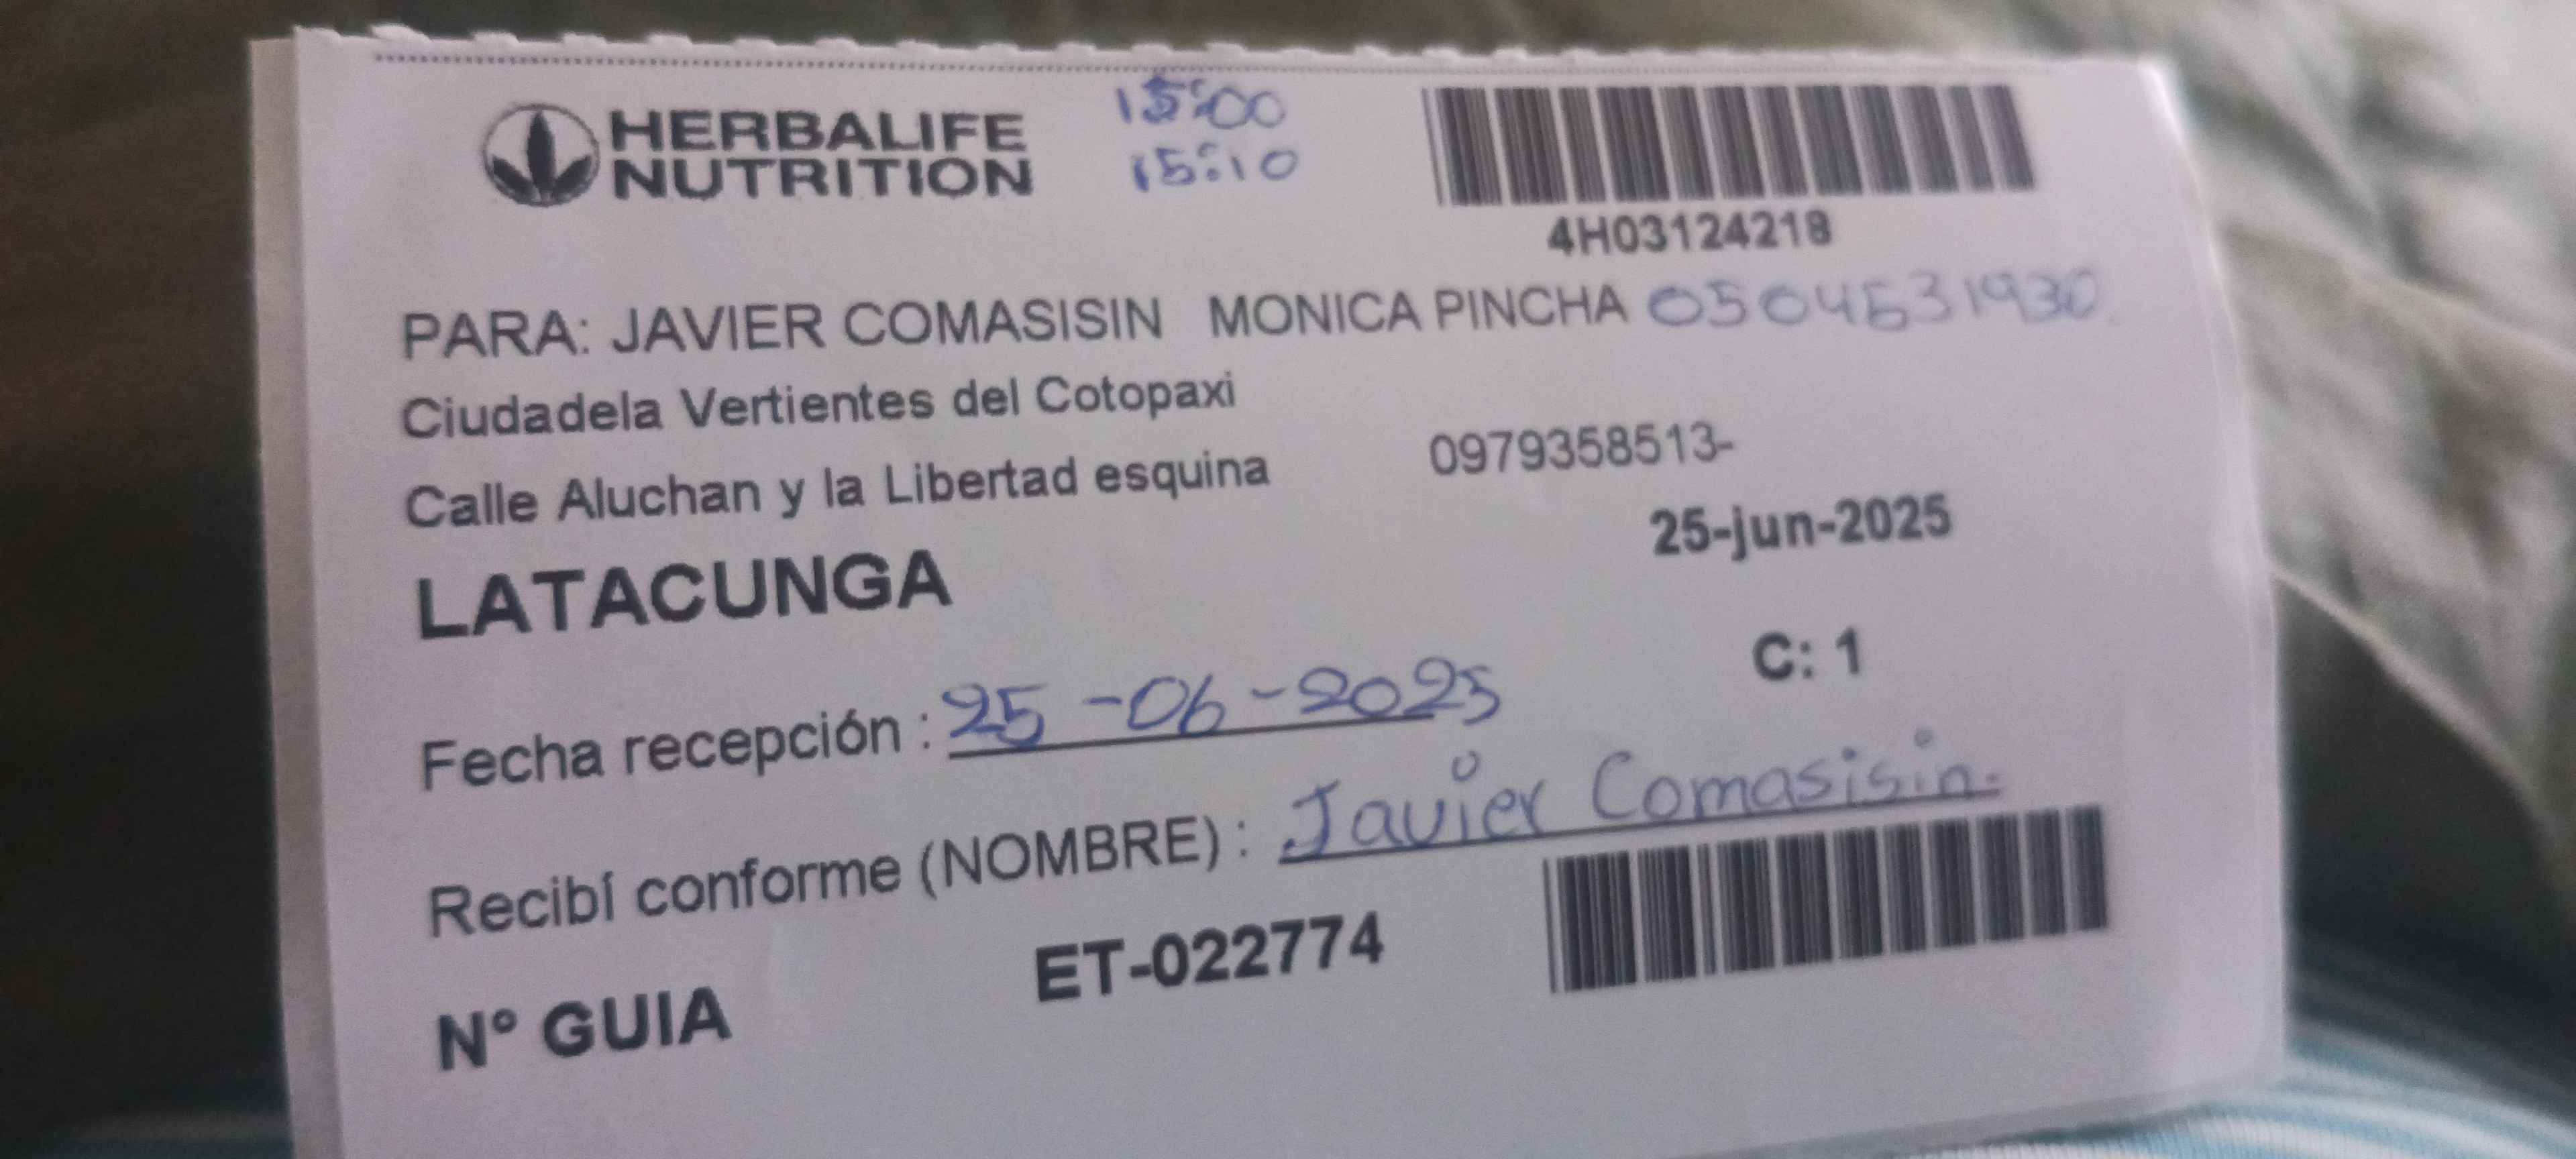 HERBALIFE
NUTRITION
15:00
15:10
4H03124218
PARA: JAVIER COMASISIN MONICA PINCHA 0504531930.
Ciudadela Vertientes del Cotopaxi
Calle Aluchan y la Libertad esquina 0979358513-
25-jun-2025
LATACUNGA
C: 1
Fecha recepción : 25-06-2025
Recibí conforme (NOMBRE) : Javier Comasisin.
N° GUIA ET-022774